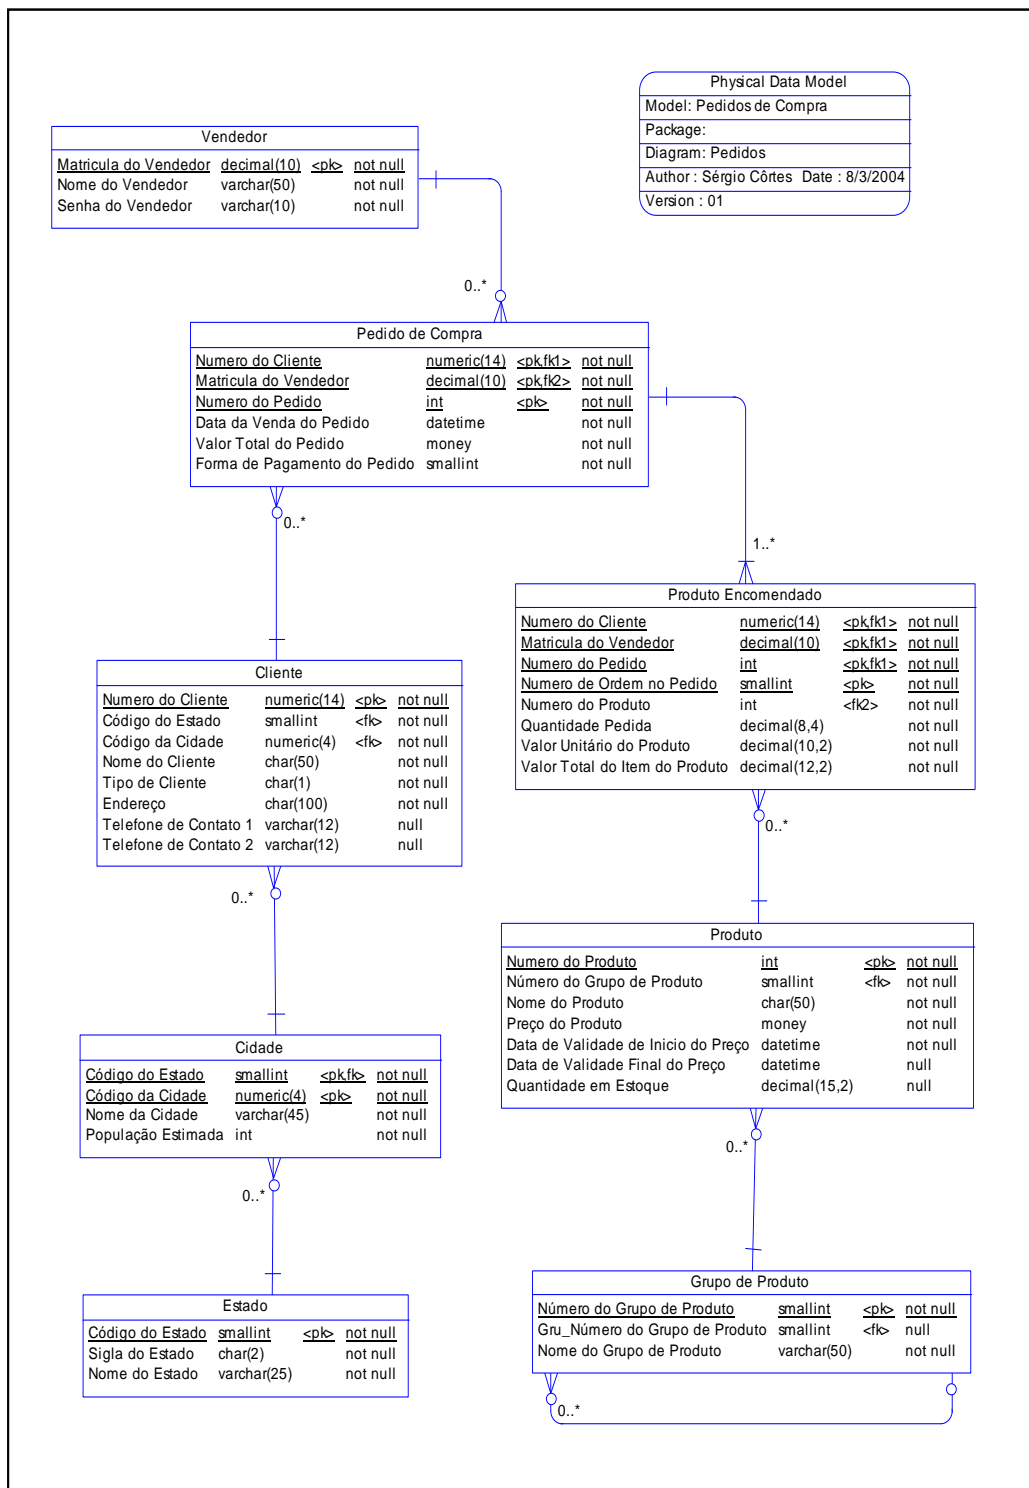 Physical Data Model
Model: Pedidos de Compra
Package:
Diagram: Pedidos
Author : Sérgio Côrtes Date : 8/3/2004
Version : 01
Vendedor
Matricula do Vendedor decimal(10) <pk> not null
Nome do Vendedor varchar(50) not null
Senha do Vendedor varchar(10) not null
0..*
Pedido de Compra
Numero do Cliente numeric(14) <pk,fk1> not null
Matricula do Vendedor decimal(10) <pk,fk2> not null
Numero do Pedido int <pk> not null
Data da Venda do Pedido datetime not null
Valor Total do Pedido money not null
Forma de Pagamento do Pedido smallint not null
0..*
1..*
Produto Encomendado
Numero do Cliente numeric(14) <pk,fk1> not null
Matricula do Vendedor decimal(10) <pk,fk1> not null
Numero do Pedido int <pk,fk1> not null
Numero de Ordem no Pedido smallint <pk> not null
Numero do Produto int <fk2> not null
Quantidade Pedida decimal(8,4) not null
Valor Unitário do Produto decimal(10,2) not null
Valor Total do Item do Produto decimal(12,2) not null
0..*
Cliente
Numero do Cliente numeric(14) <pk> not null
Código do Estado smallint <fk> not null
Código da Cidade numeric(4) <fk> not null
Nome do Cliente char(50) not null
Tipo de Cliente char(1) not null
Endereço char(100) not null
Telefone de Contato 1 varchar(12) null
Telefone de Contato 2 varchar(12) null
0..*
Produto
Numero do Produto int <pk> not null
Número do Grupo de Produto smallint <fk> not null
Nome do Produto char(50) not null
Preço do Produto money not null
Data de Validade de Inicio do Preço datetime not null
Data de Validade Final do Preço datetime null
Quantidade em Estoque decimal(15,2) null
0..*
Cidade
Código do Estado smallint <pk,fk> not null
Código da Cidade numeric(4) <pk> not null
Nome da Cidade varchar(45) not null
População Estimada int not null
0..*
Estado
Código do Estado smallint <pk> not null
Sigla do Estado char(2) not null
Nome do Estado varchar(25) not null
Grupo de Produto
Número do Grupo de Produto smallint <pk> not null
Gru_Número do Grupo de Produto smallint <fk> null
Nome do Grupo de Produto varchar(50) not null
0..*